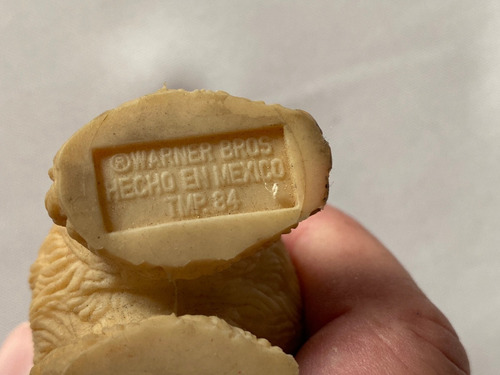 ®WARNER BROS
HECHO EN MEXICO
TMP 84